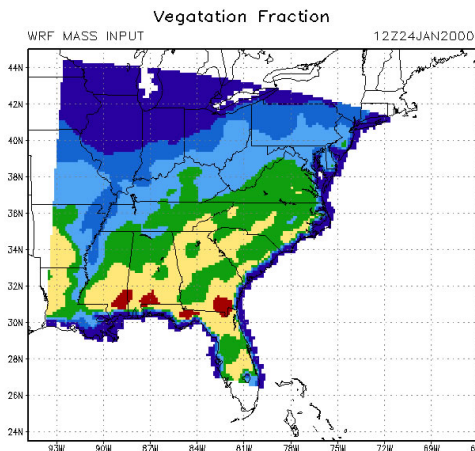 Vegatation Fraction
WRF MASS INPUT
12Z24JAN2000
44N
42N
40N
38N
36N
34N
32N
30N
28N
26N
24N
93W 90W 87W 84W 81W 78W 75W 72W 69W